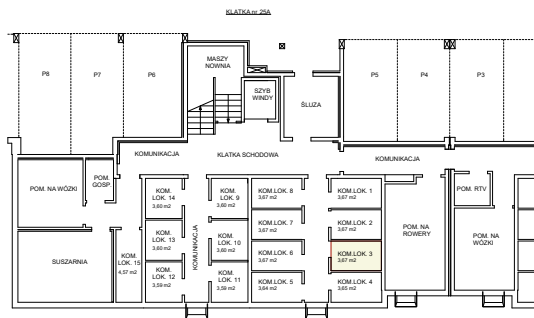 KLATKA nr 25A
P8
P7
P6
MASZY
NOWNIA
SZYB
WINDY
ŚLUZA
P5
P4
P3
KOMUNIKACJA
KLATKA SCHODOWA
KOMUNIKACJA
POM. NA WÓZKI
POM.
GOSP.
KOM.
LOK. 14
3,60 m2
KOM.
LOK. 9
3,60 m2
KOM.LOK. 8
3,67 m2
KOM.LOK. 1
3,67 m2
POM. RTV
KOM.
LOK. 13
3,60 m2
KOM.
LOK. 10
3,60 m2
KOM.LOK. 7
3,67 m2
KOM.LOK. 2
3,67 m2
POM. NA
ROWERY
POM. NA
WÓZKI
SUSZARNIA
KOM.
LOK. 15
4,57 m2
KOM.
LOK. 12
3,59 m2
KOMUNIKACJA
KOM.
LOK. 11
3,59 m2
KOM.LOK. 6
3,67 m2
KOM.LOK. 3
3,67 m2
KOM.LOK. 5
3,64 m2
KOM.LOK. 4
3,65 m2